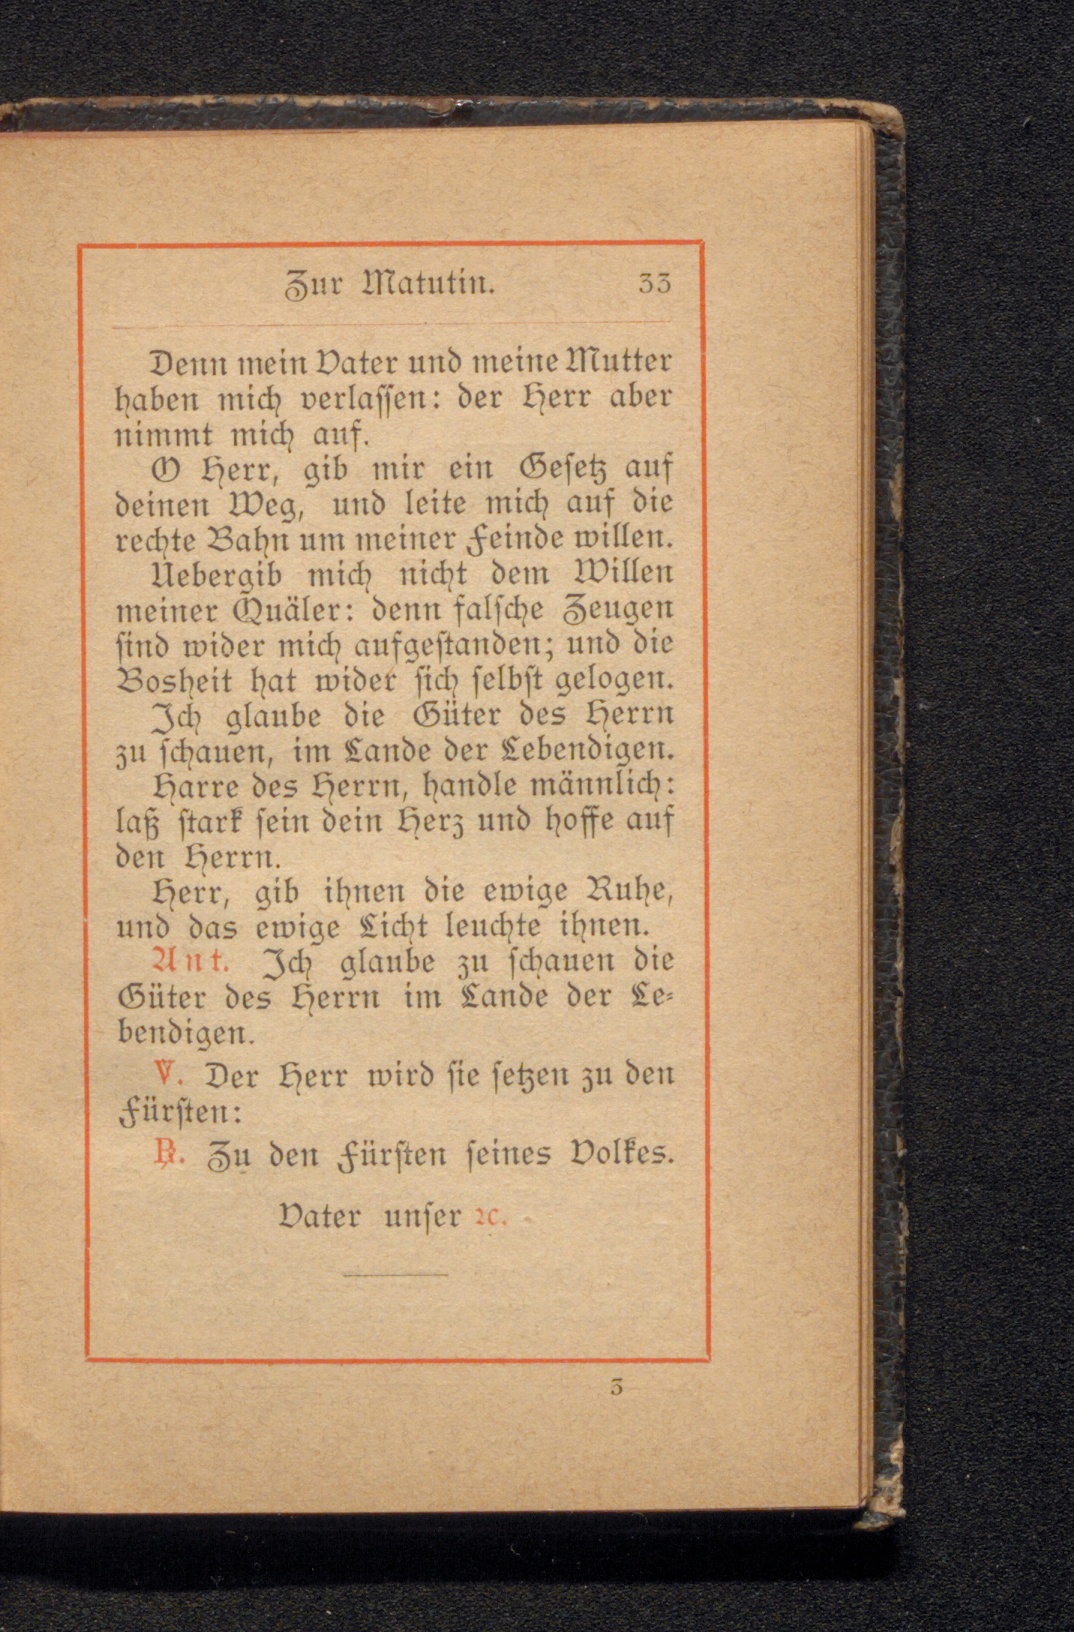 Zur Matutin. 33
Denn mein Vater und meine Mutter
haben mich verlaſſen: der Herr aber
nimmt mich auf.
O Herr, gib mir ein Geſetz auf
deinen Weg, und leite mich auf die
rechte Bahn um meiner Feinde willen.
Uebergib mich nicht dem Willen
meiner Quäler: denn falſche Zeugen
ſind wider mich aufgeſtanden; und die
Bosheit hat wider ſich ſelbſt gelogen.
Ich glaube die Güter des Herrn
zu ſchauen, im Lande der Lebendigen.
Harre des Herrn, handle männlich:
laß ſtark ſein dein Herz und hoffe auf
den Herrn.
Herr, gib ihnen die ewige Ruhe,
und das ewige Licht leuchte ihnen.
Ant. Ich glaube zu ſchauen die
Güter des Herrn im Lande der Le⸗
bendigen.
℣. Der Herr wird ſie ſetzen zu den
Fürſten:
℟. Zu den Fürſten ſeines Volkes.
Vater unſer ꝛc.
3